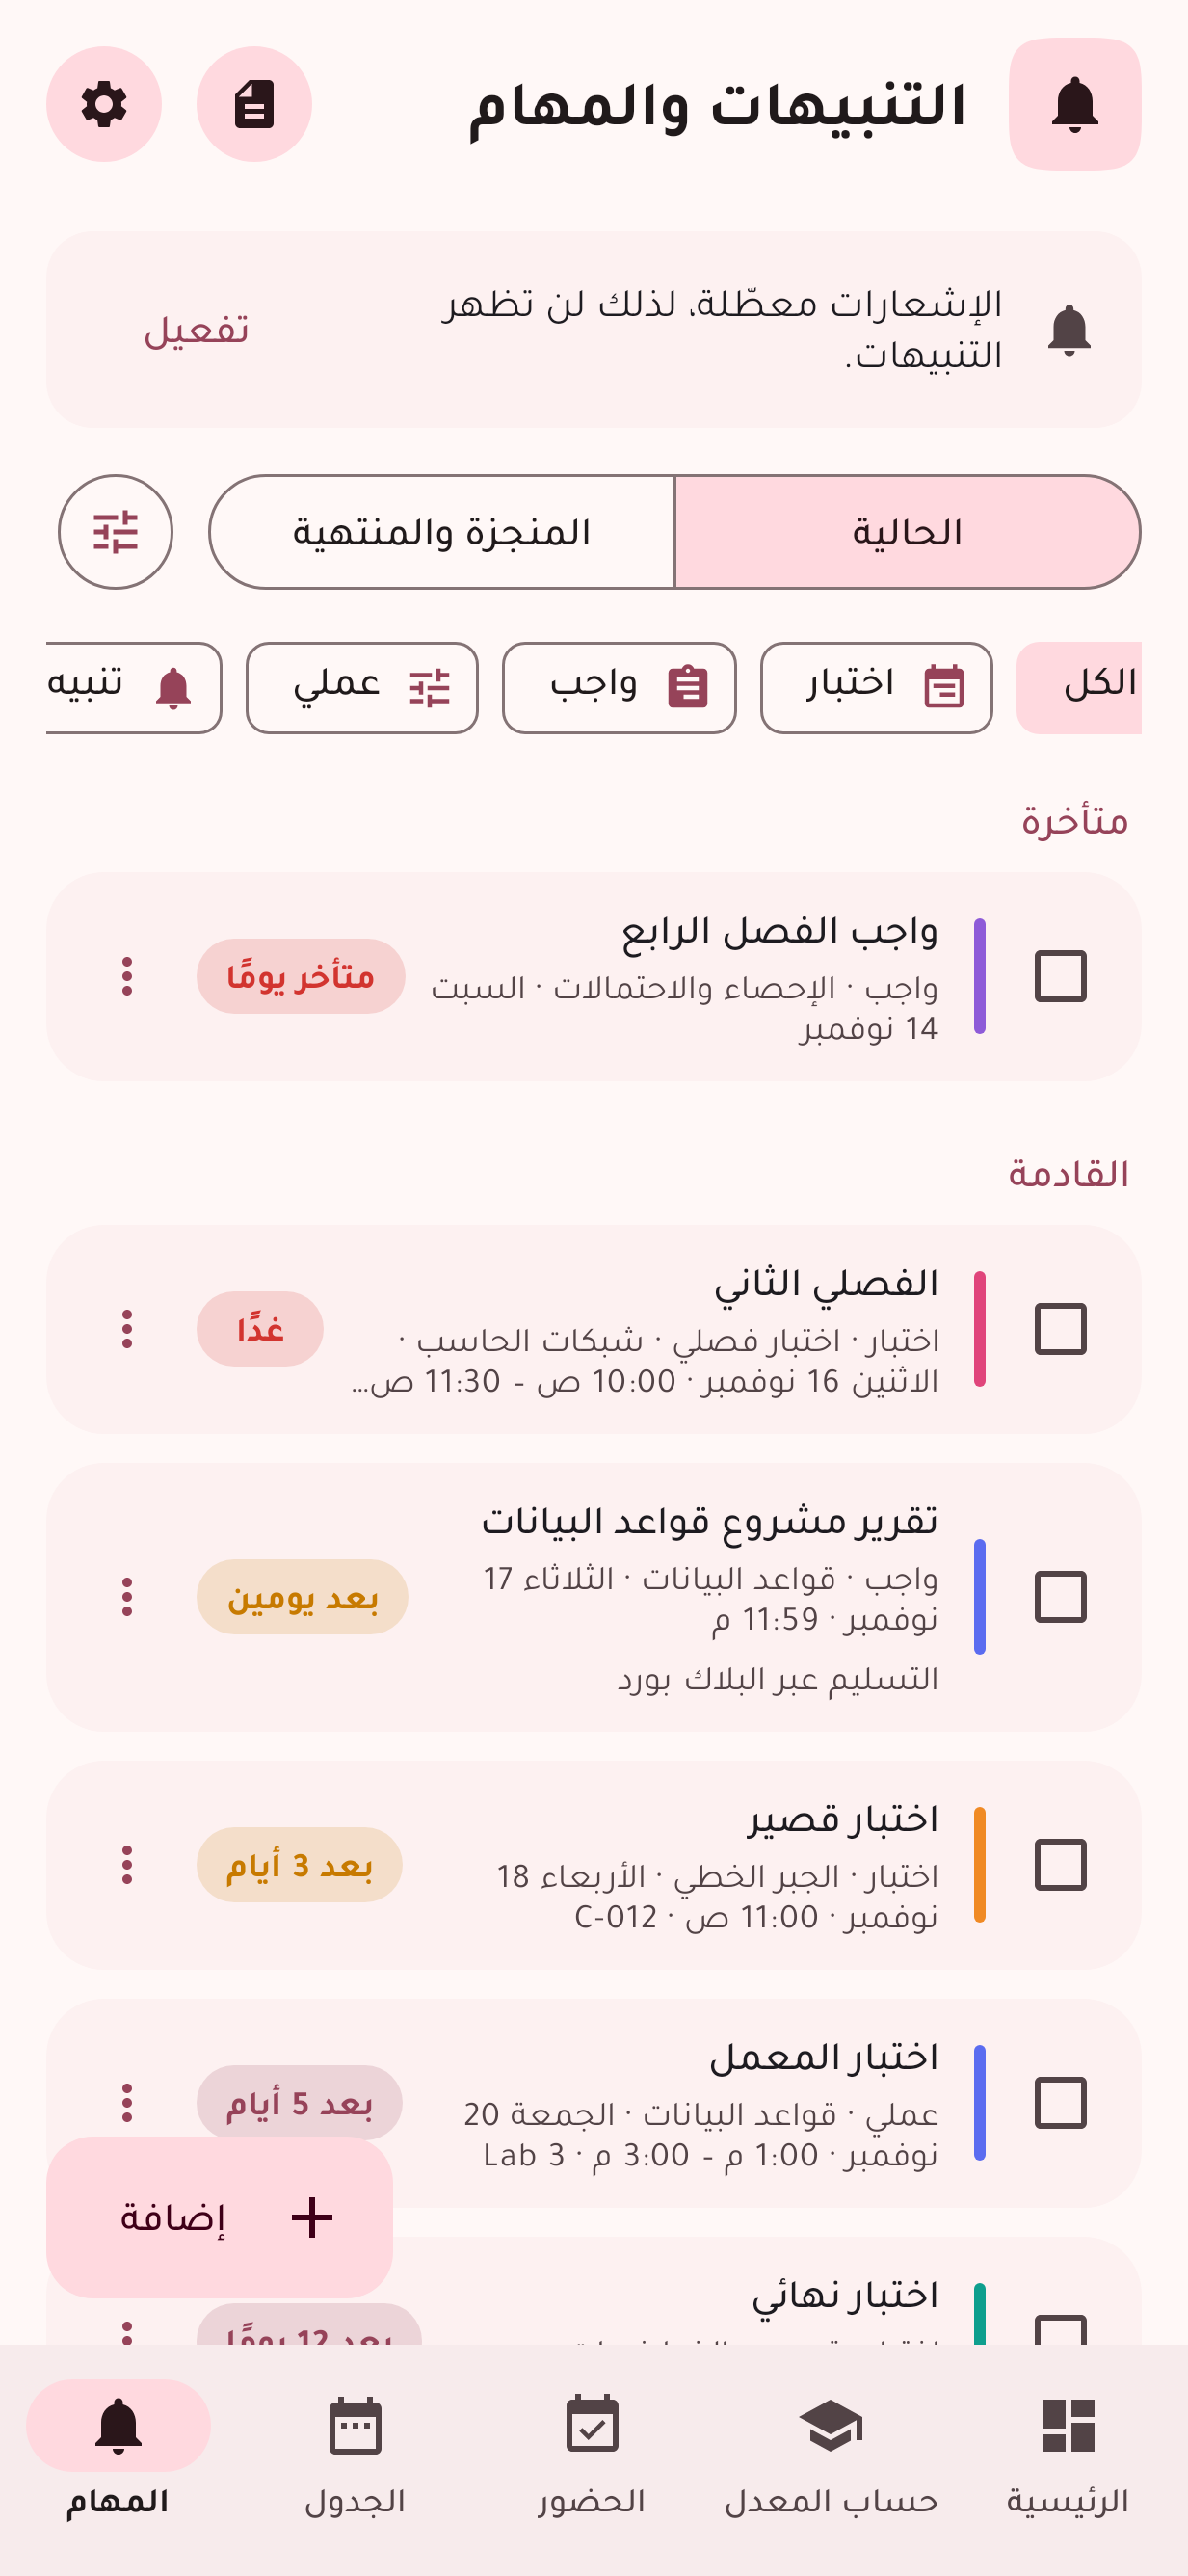 التنبيهات والمهام
الإشعارات معطّلة، لذلك لن تظهر
التنبيهات.
تفعيل
الحالية
المنجزة والمنتهية
الكل
اختبار
واجب
عملي
تنبيه
متأخرة
واجب الفصل الرابع
واجب · الإحصاء والاحتمالات · السبت
14 نوفمبر
متأخر يومًا
القادمة
الفصلي الثاني
اختبار · اختبار فصلي · شبكات الحاسب ·
الاثنين 16 نوفمبر · 10:00 ص – 11:30 ص…
غدًا
تقرير مشروع قواعد البيانات
واجب · قواعد البيانات · الثلاثاء 17
نوفمبر · 11:59 م
التسليم عبر البلاك بورد
بعد يومين
اختبار قصير
اختبار · الجبر الخطي · الأربعاء 18
نوفمبر · 11:00 ص · C-012
بعد 3 أيام
اختبار المعمل
عملي · قواعد البيانات · الجمعة 20
نوفمبر · 1:00 م – 3:00 م · Lab 3
بعد 5 أيام
إضافة
اختبار نهائي
بعد 12 يومًا
الرئيسية
حساب المعدل
الحضور
الجدول
المهام